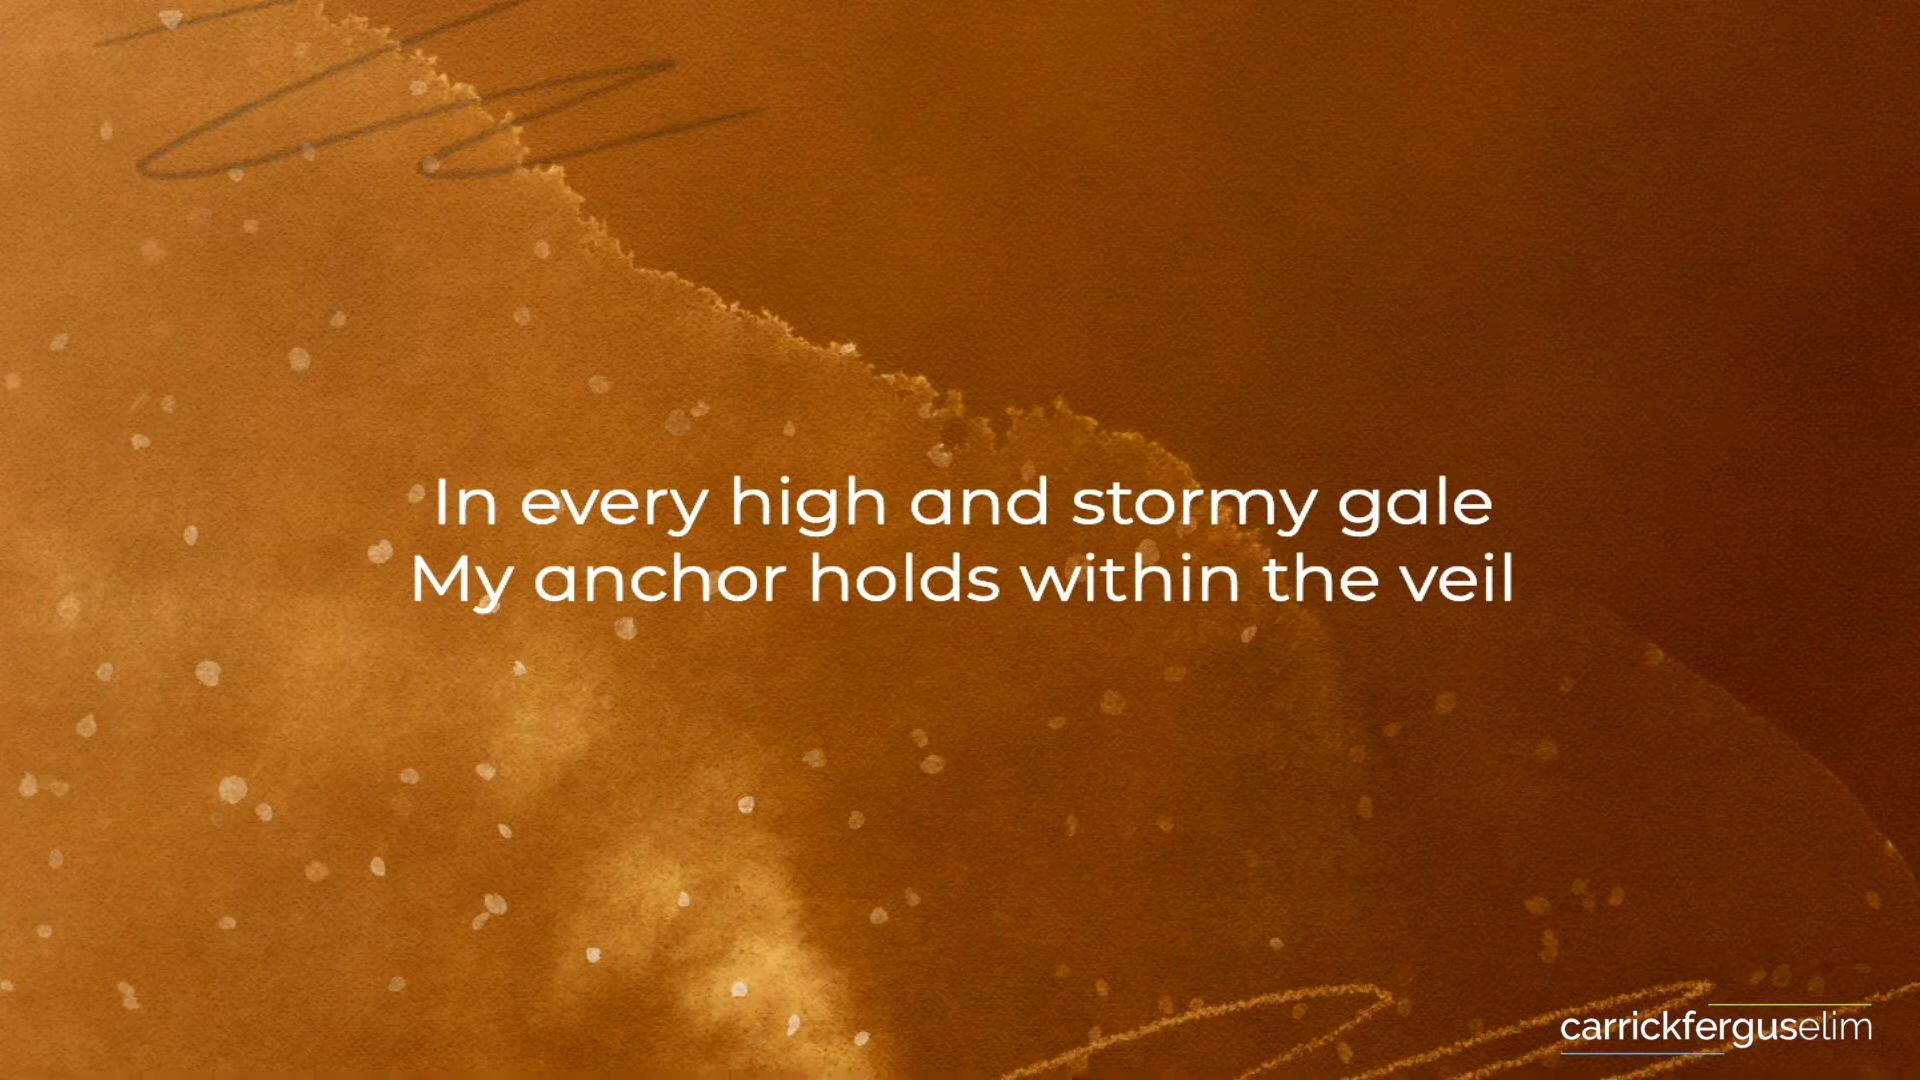 In every high and stormy gale
My anchor holds within the veil
carrickferguselim